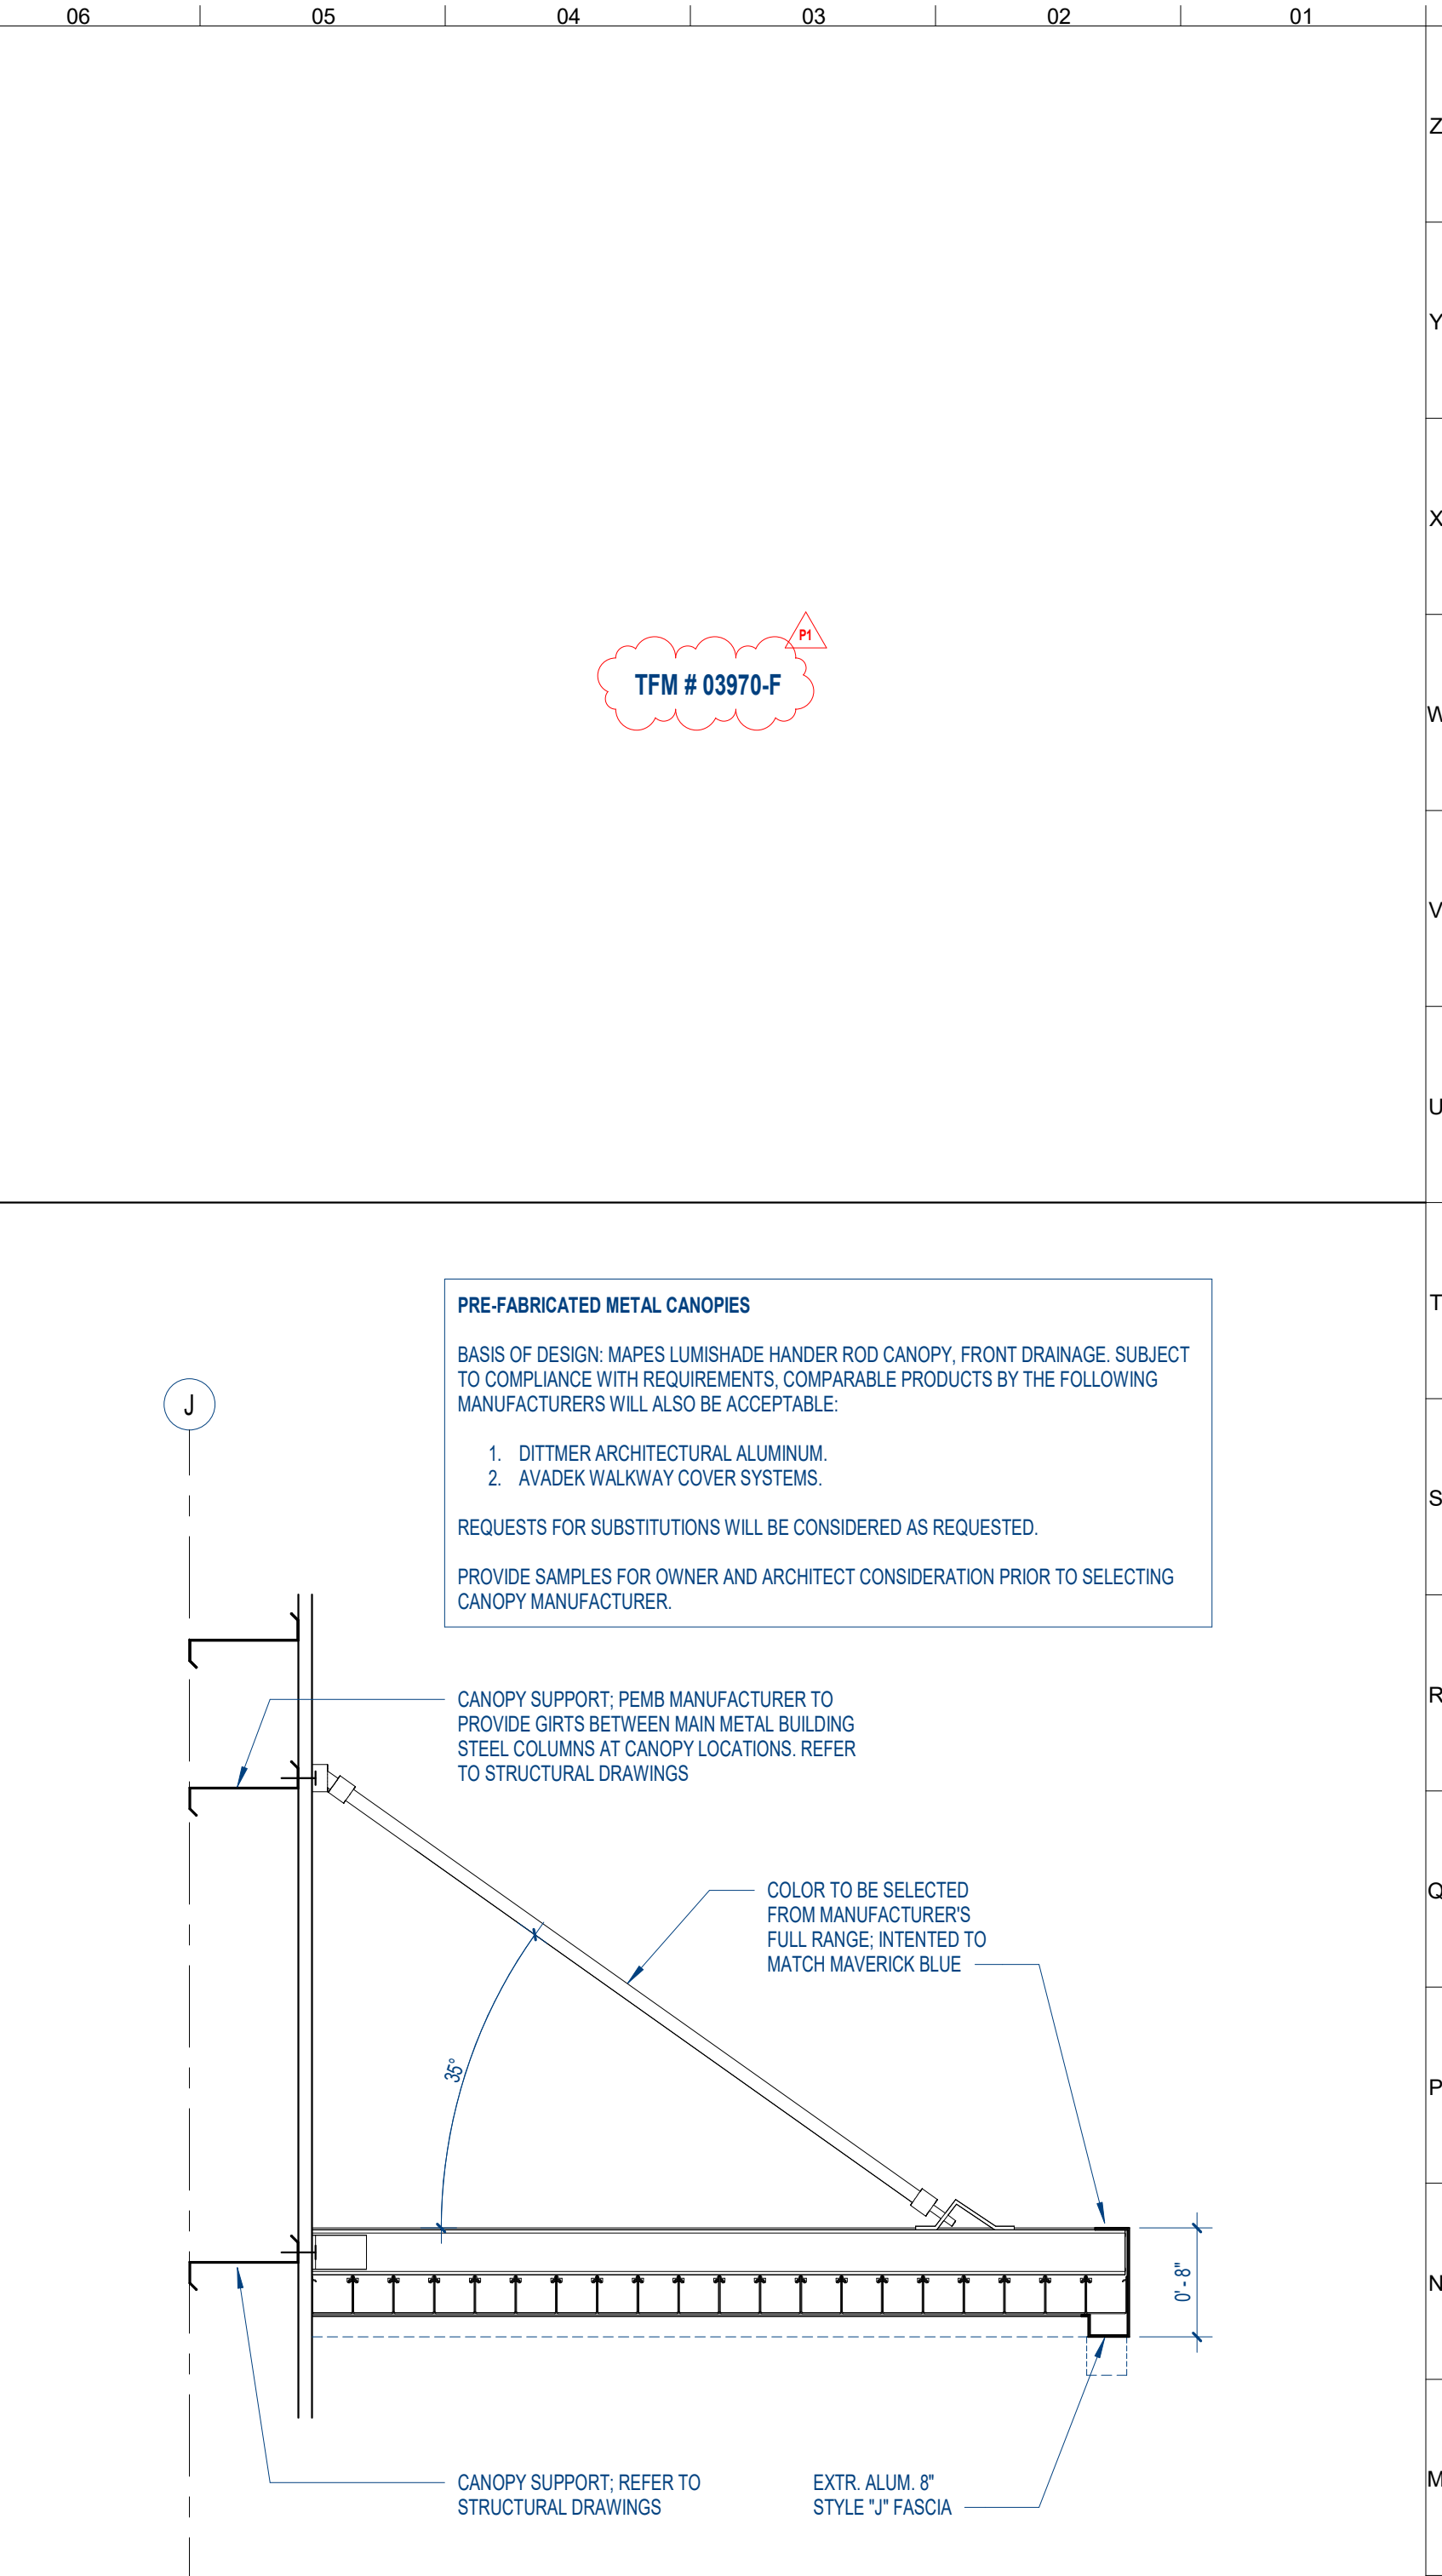 06 05 04 03 02 01
Z
Y
X
P1
TFM # 03970-F
W
V
U
T
PRE-FABRICATED METAL CANOPIES
BASIS OF DESIGN: MAPES LUMISHADE HANDER ROD CANOPY, FRONT DRAINAGE. SUBJECT
TO COMPLIANCE WITH REQUIREMENTS, COMPARABLE PRODUCTS BY THE FOLLOWING
MANUFACTURERS WILL ALSO BE ACCEPTABLE:
1. DITTMER ARCHITECTURAL ALUMINUM.
2. AVADEK WALKWAY COVER SYSTEMS.
REQUESTS FOR SUBSTITUTIONS WILL BE CONSIDERED AS REQUESTED.
PROVIDE SAMPLES FOR OWNER AND ARCHITECT CONSIDERATION PRIOR TO SELECTING
CANOPY MANUFACTURER.
J
S
R
CANOPY SUPPORT; PEMB MANUFACTURER TO
PROVIDE GIRTS BETWEEN MAIN METAL BUILDING
STEEL COLUMNS AT CANOPY LOCATIONS. REFER
TO STRUCTURAL DRAWINGS
Q
COLOR TO BE SELECTED
FROM MANUFACTURER'S
FULL RANGE; INTENTED TO
MATCH MAVERICK BLUE
35°
P
0' - 8"
N
CANOPY SUPPORT; REFER TO
STRUCTURAL DRAWINGS
EXTR. ALUM. 8"
STYLE "J" FASCIA
M